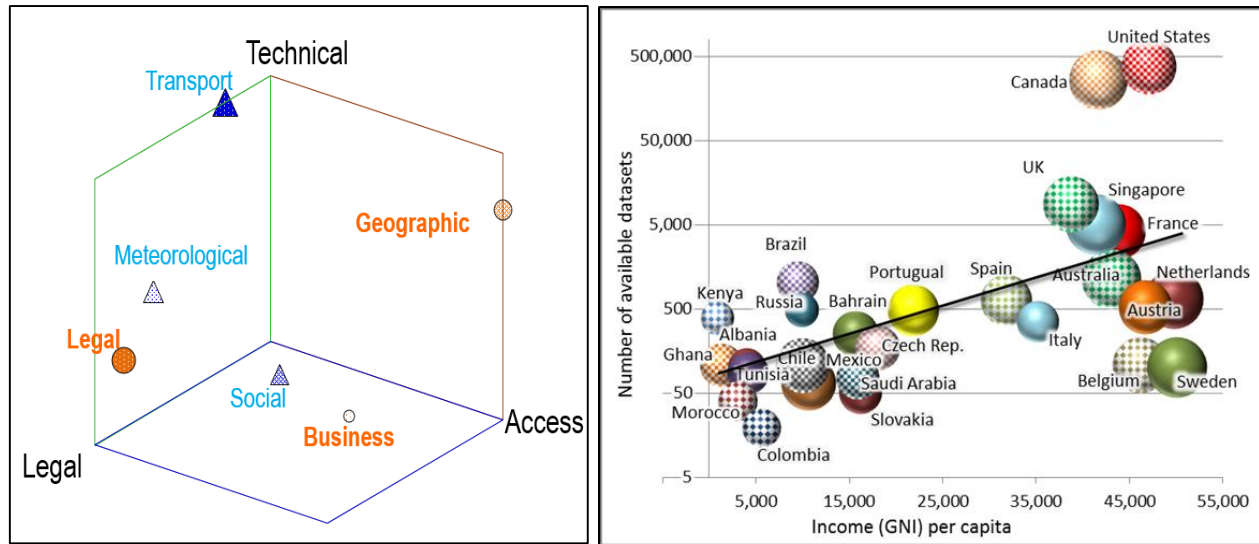 Technical
Transport
Geographic
Meteorological
Legal
Social
Business
Access
Legal
Number of available datasets
500,000
50,000
5,000
500
50
5
United States
Canada
UK
Singapore
France
Brazil
Portugual
Spain
Australia
Netherlands
Kenya
Russia
Bahrain
Austria
Albania
Italy
Czech Rep.
Ghana
Chile
Mexico
Tunisia
Saudi Arabia
Belgium
Sweden
Morocco
Slovakia
Colombia
5,000
15,000
25,000
35,000
45,000
55,000
Income (GNI) per capita